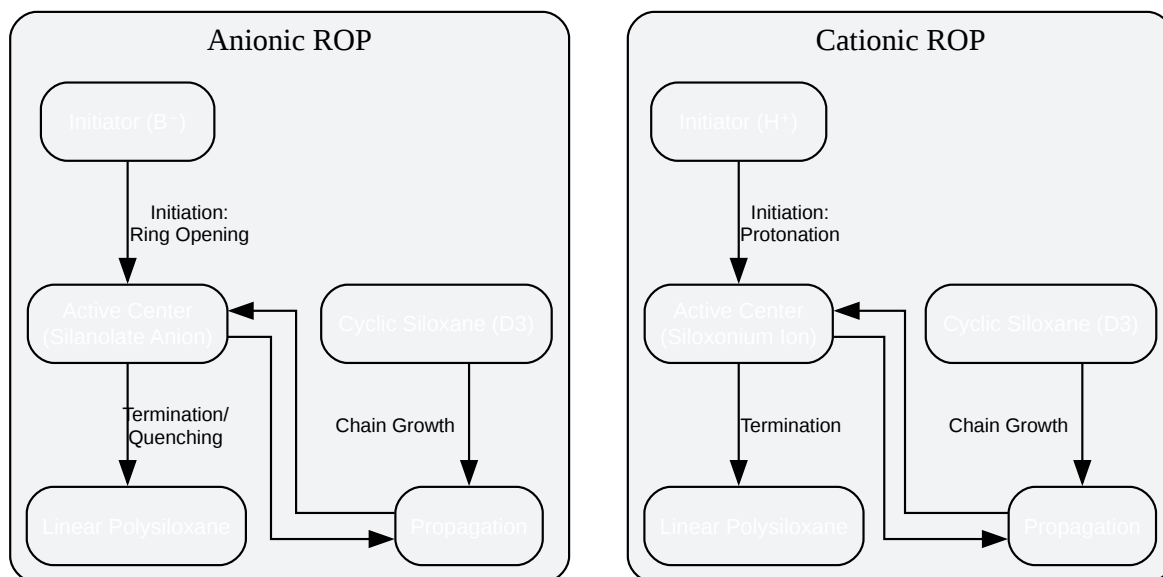 Anionic ROP
Initiator (B⁻)
Initiation:
Ring Opening
Active Center
(Silanolate Anion)
Cyclic Siloxane (D3)
Termination/
Quenching
Chain Growth
Linear Polysiloxane
Propagation
Cationic ROP
Initiator (H⁺)
Initiation:
Protonation
Active Center
(Siloxonium Ion)
Cyclic Siloxane (D3)
Termination
Chain Growth
Linear Polysiloxane
Propagation